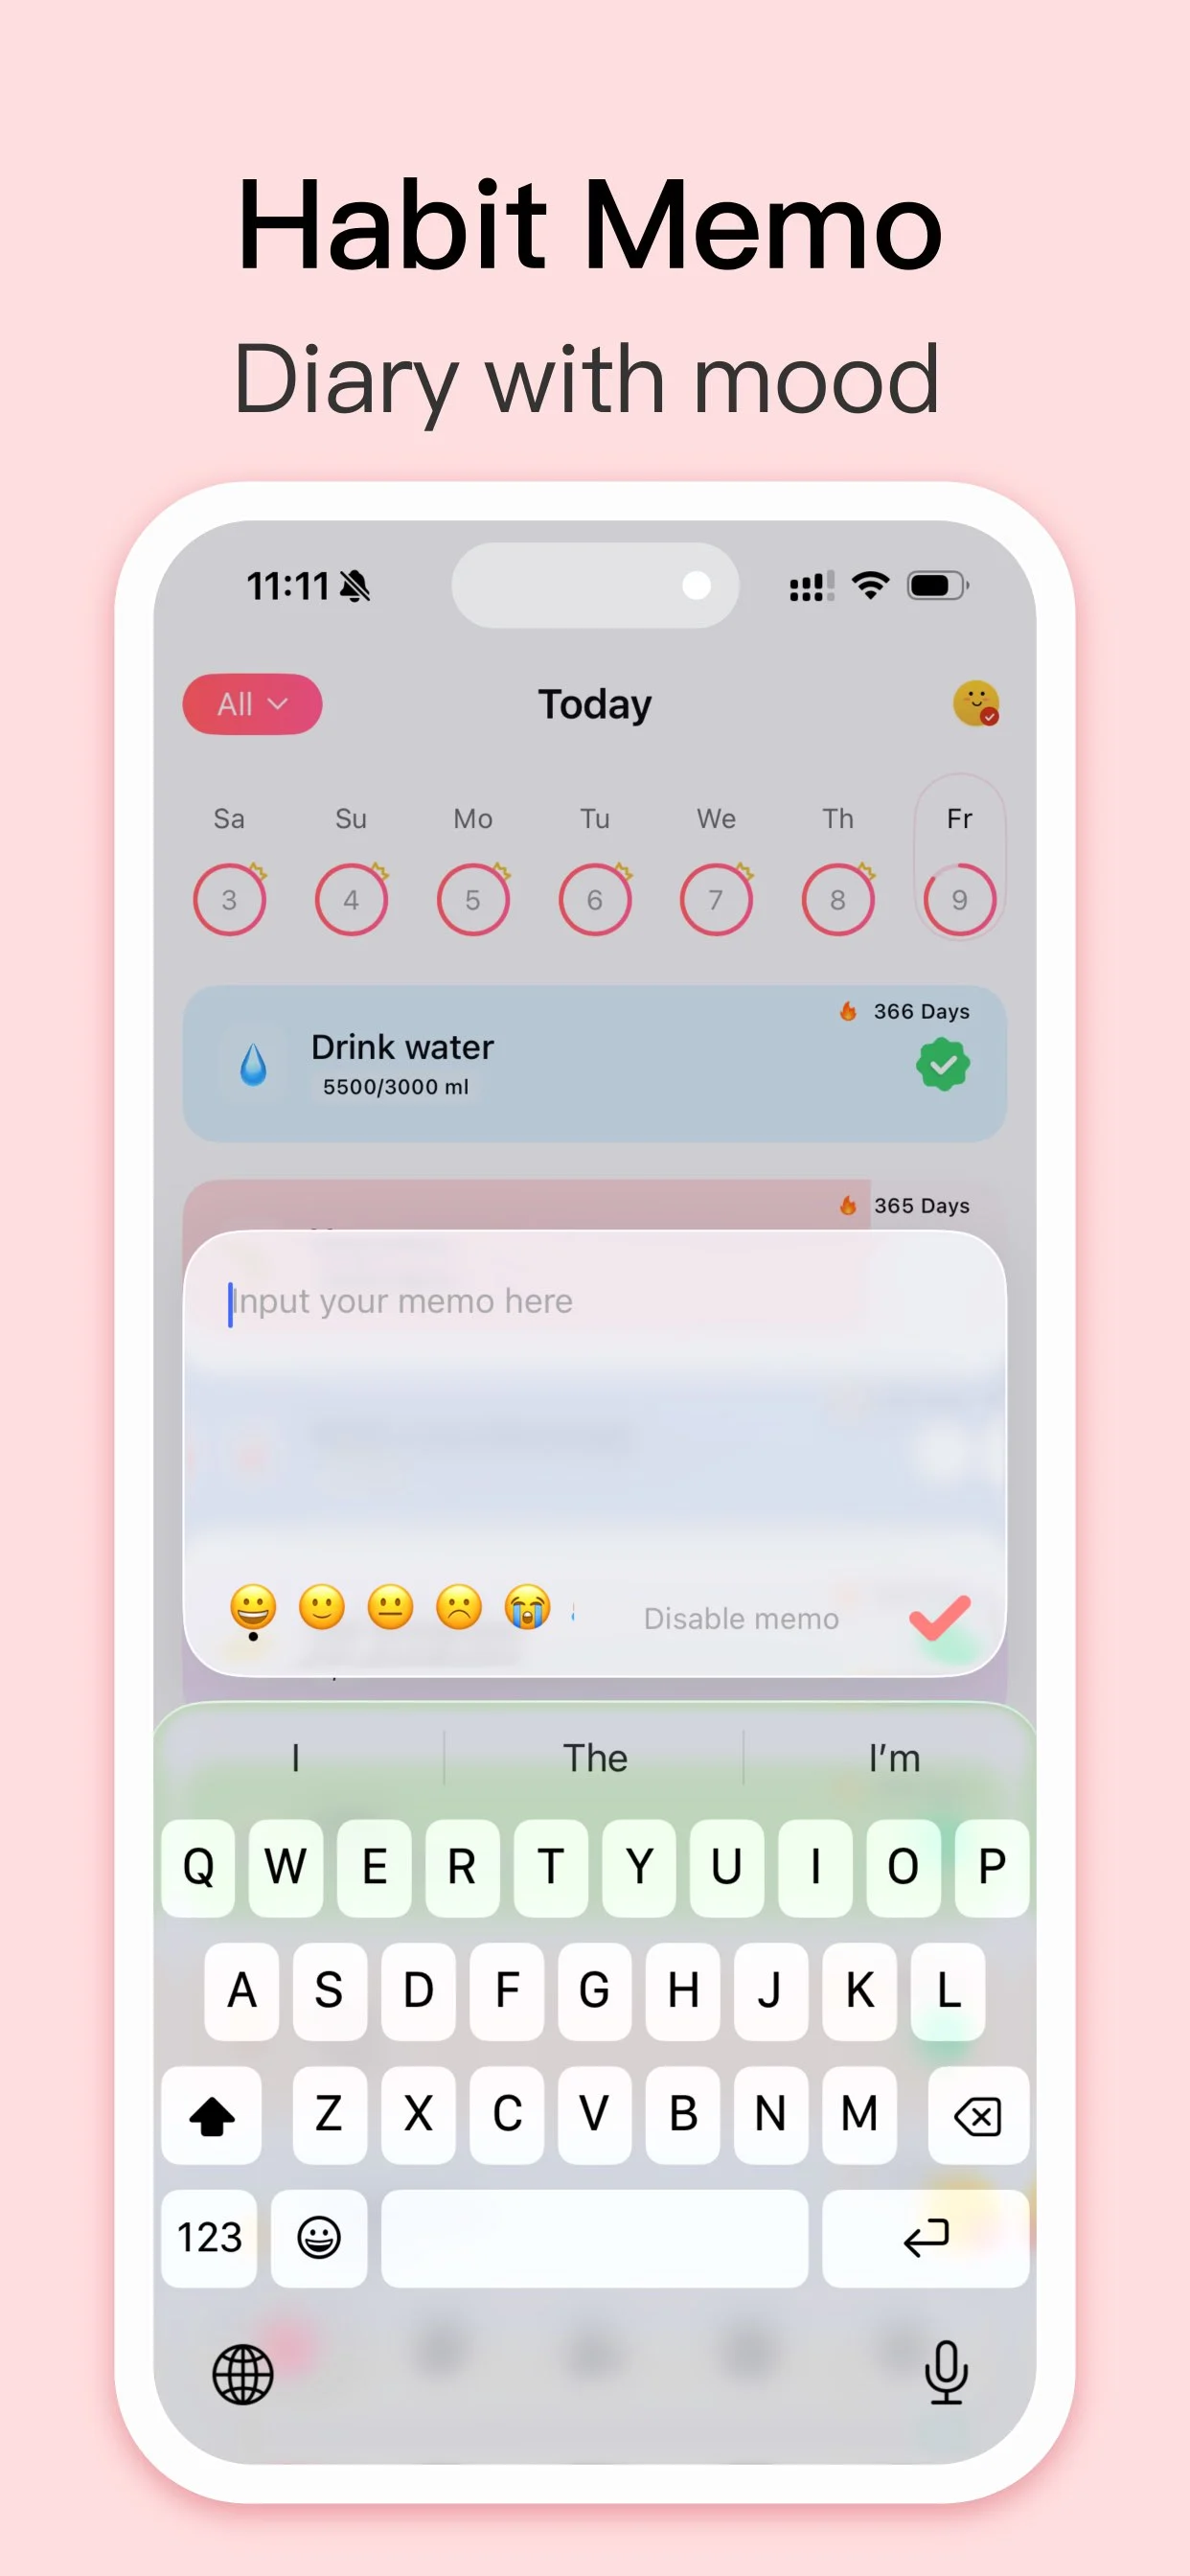 Habit Memo
Diary with mood
11:11
All
Today
Sa Su Mo Tu We Th Fr
3 4 5 6 7 8 9
366 Days
Drink water
5500/3000 ml
365 Days
Input your memo here
Disable memo
I The I’m
Q W E R T Y U I O P
A S D F G H J K L
Z X C V B N M
123